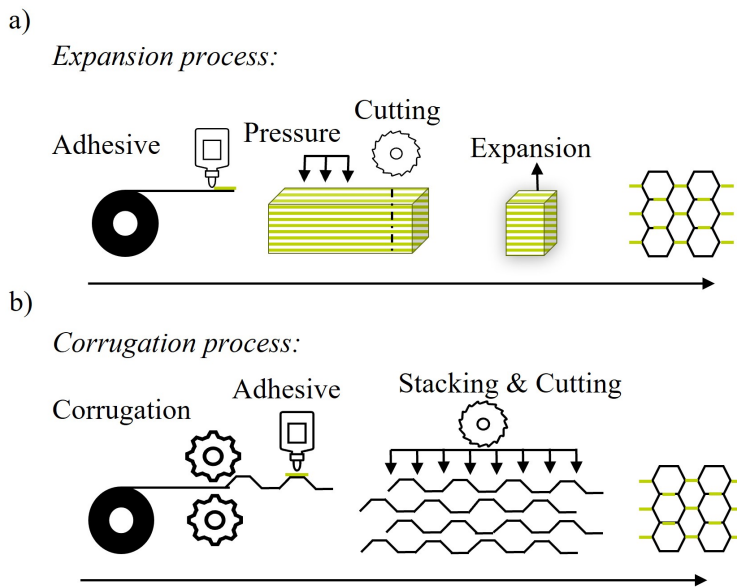 a)
Expansion process:
Adhesive
Pressure
Cutting
Expansion
b)
Corrugation process:
Corrugation
Adhesive
Stacking & Cutting